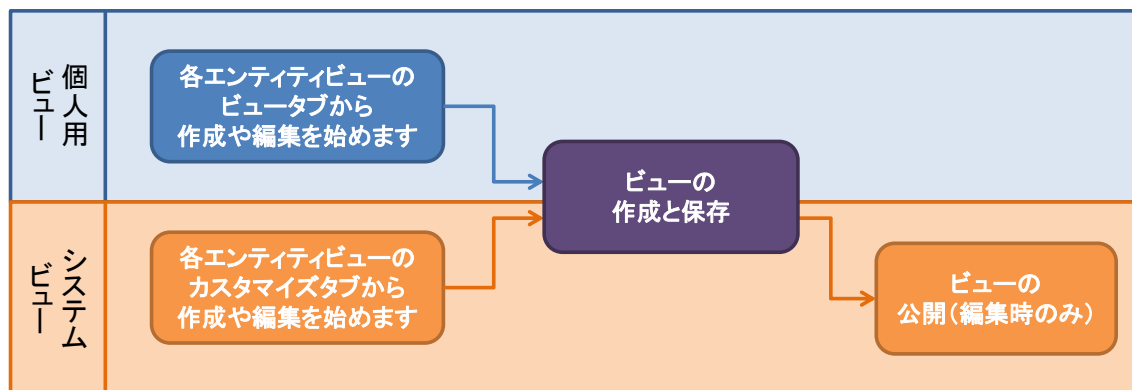 個人用
ビュー
各エンティティビューの
ビュータブから
作成や編集を始めます
ビューの
作成と保存
システム
ビュー
各エンティティビューの
カスタマイズタブから
作成や編集を始めます
ビューの
公開(編集時のみ)